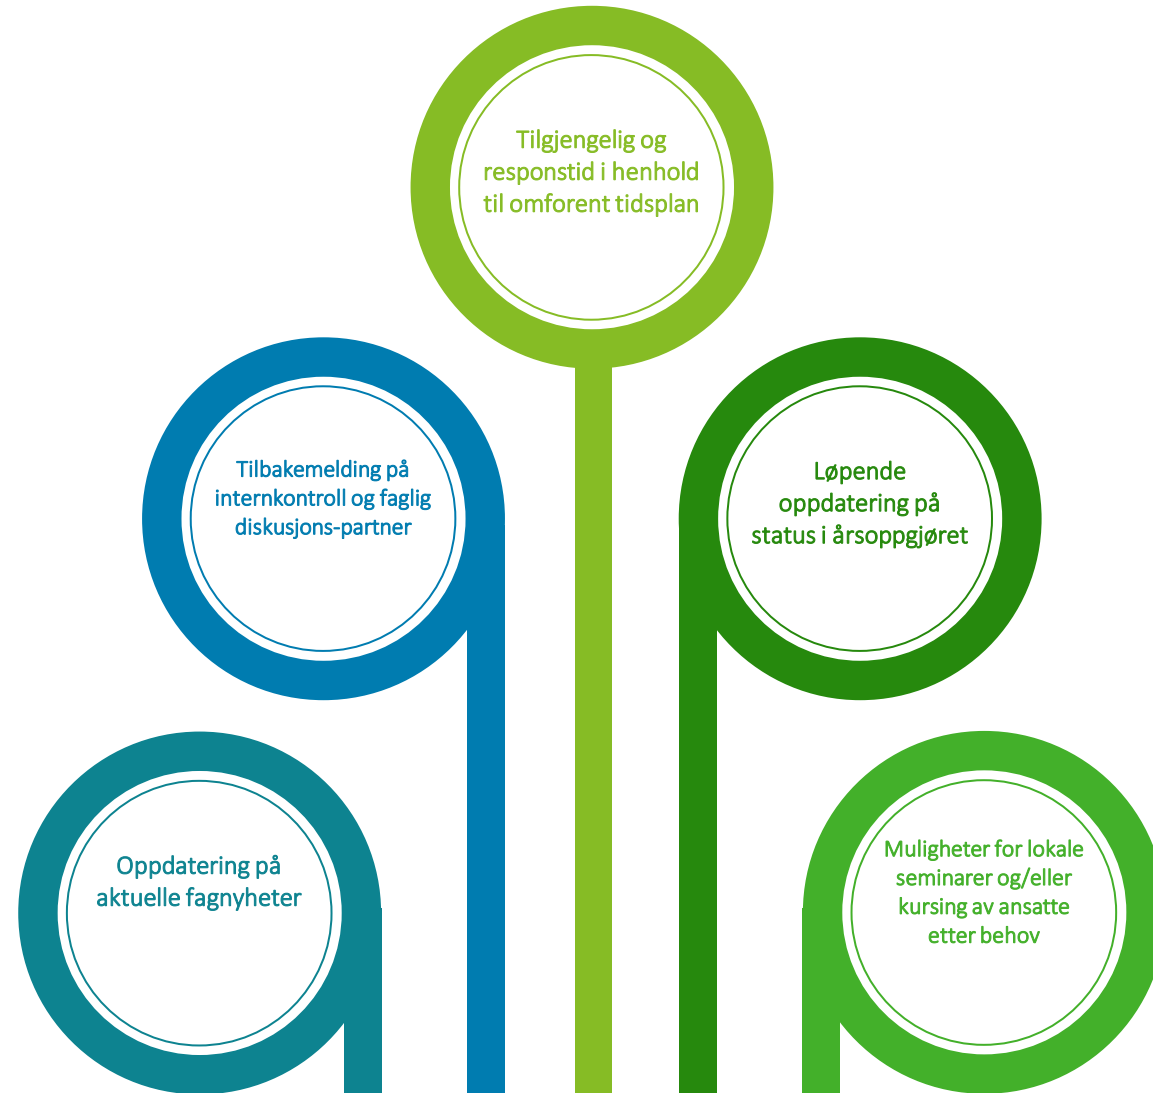 Tilgjengelig og
responstid i henhold
til omforent tidsplan
Tilbakemelding på
internkontroll og faglig
diskusjons-partner
Løpende
oppdatering på
status i årsoppgjøret
Oppdatering på
aktuelle fagnyheter
Muligheter for lokale
seminarer og/eller
kursing av ansatte
etter behov